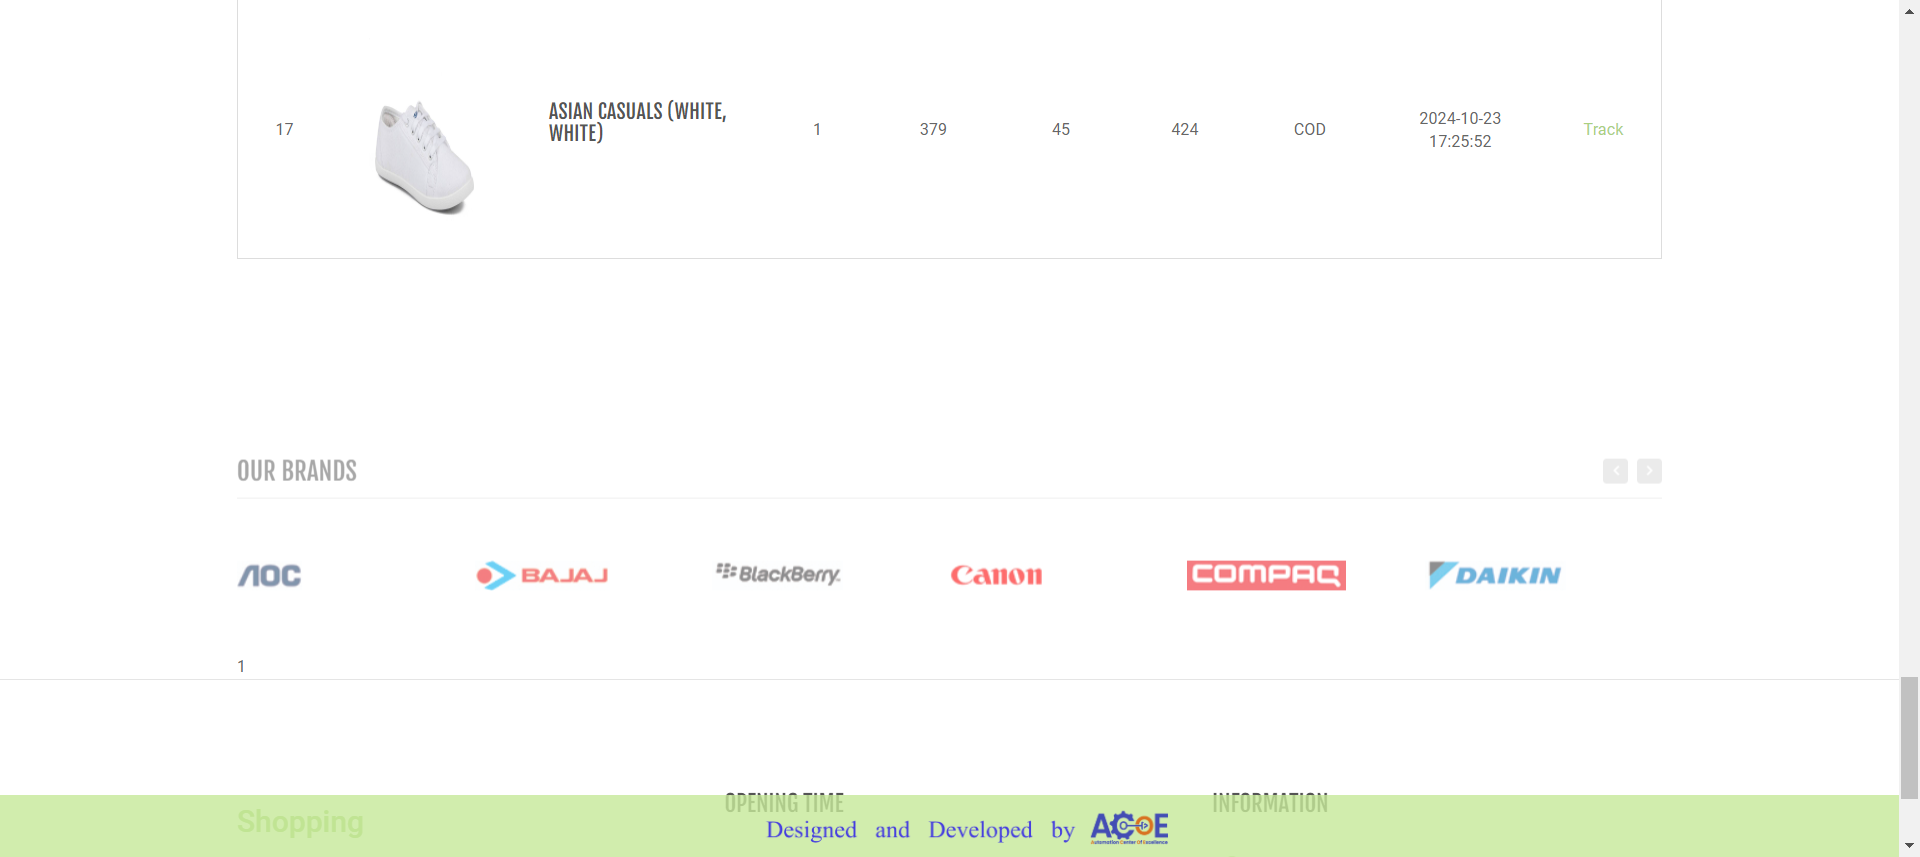 17
ASIAN CASUALS (WHITE,
WHITE)
1
379
45
424
COD
2024-10-23
17:25:52
Track
OUR BRANDS
AOC
BAJAJ
BlackBerry.
Canon
COMPAQ
DAIKIN
1
Shopping
OPENING TIME
INFORMATION
Designed and Developed by ACOE
Automation Center Of Excellence